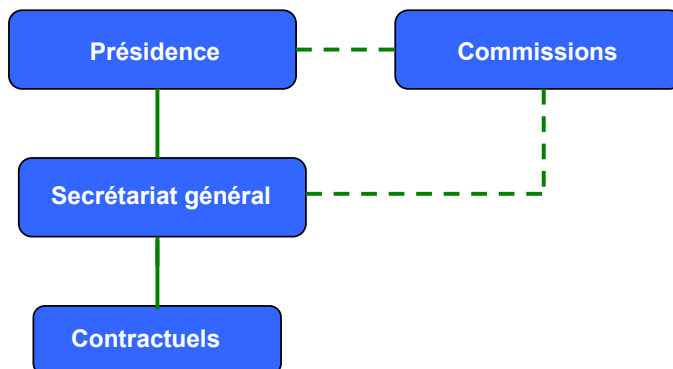 Présidence
Commissions
Secrétariat général
Contractuels